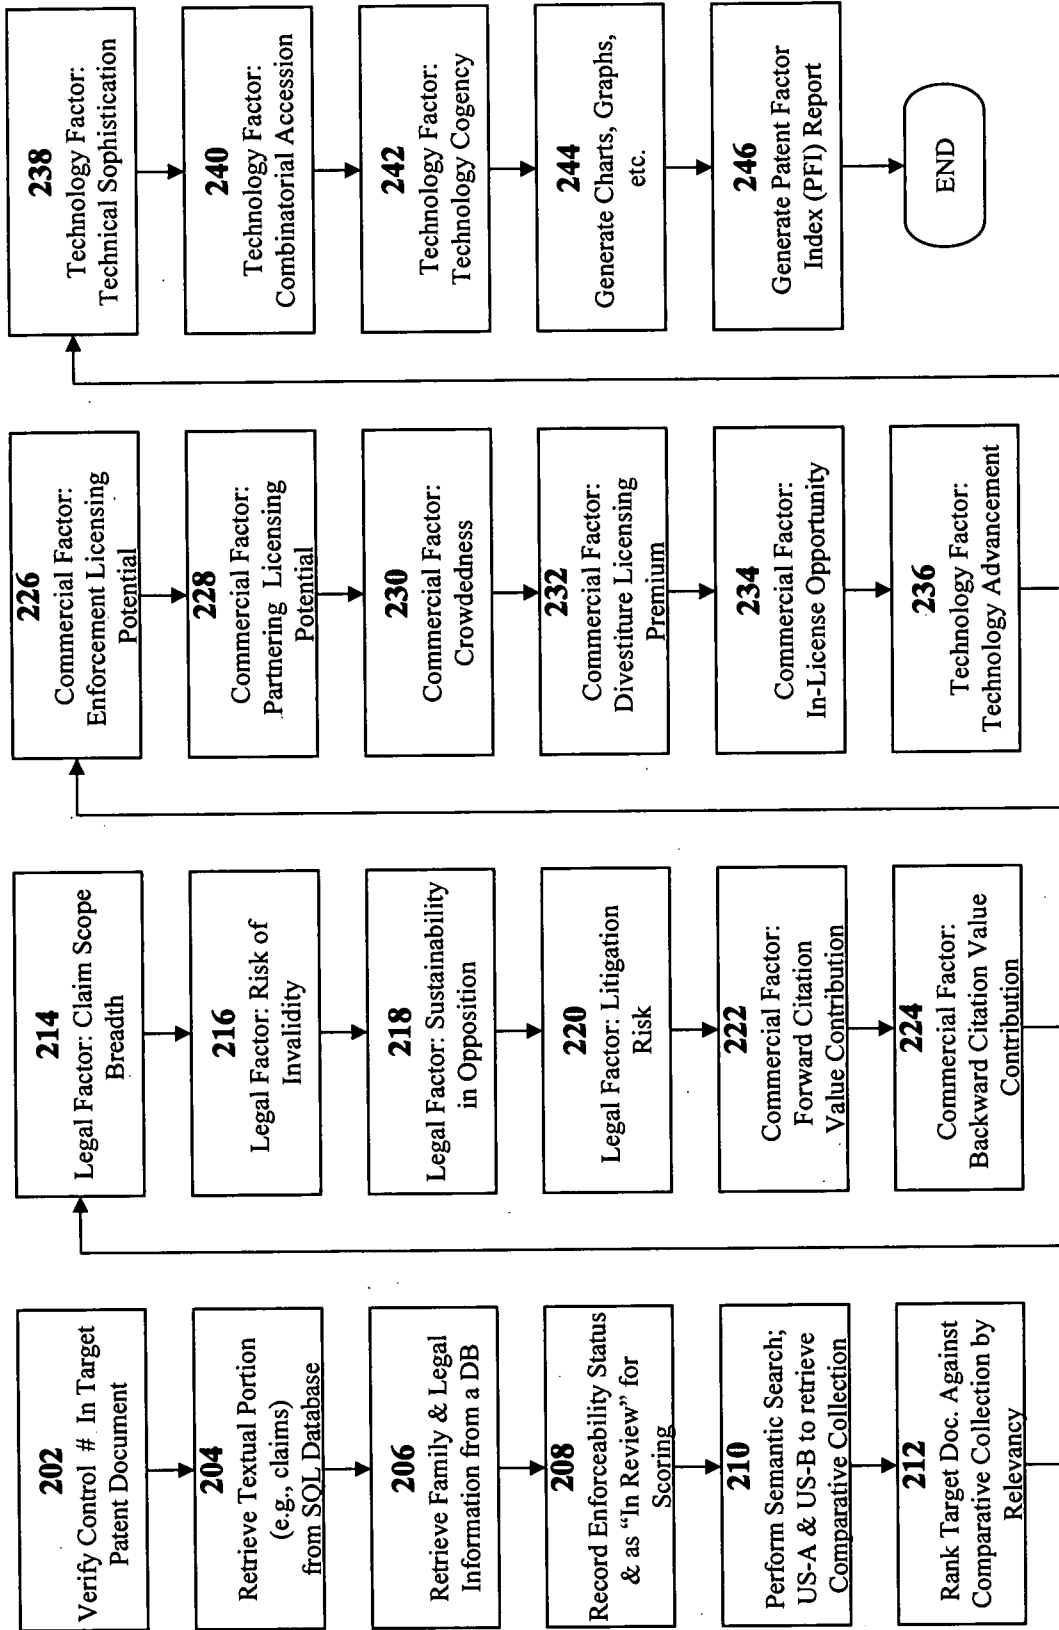 202
Verify Control # In Target
Patent Document
204
Retrieve Textual Portion
(e.g., claims)
from SQL Database
206
Retrieve Family & Legal
Information from a DB
208
Record Enforceability Status
& as “In Review” for
Scoring
210
Perform Semantic Search;
US-A & US-B to retrieve
Comparative Collection
212
Rank Target Doc. Against
Comparative Collection by
Relevancy
214
Legal Factor: Claim Scope
Breadth
216
Legal Factor: Risk of
Invalidity
218
Legal Factor: Sustainability
in Opposition
220
Legal Factor: Litigation
Risk
222
Commercial Factor:
Forward Citation
Value Contribution
224
Commercial Factor:
Backward Citation Value
Contribution
226
Commercial Factor:
Enforcement Licensing
Potential
228
Commercial Factor:
Partnering Licensing
Potential
230
Commercial Factor:
Crowdedness
232
Commercial Factor:
Divestiture Licensing
Premium
234
Commercial Factor:
In-License Opportunity
236
Technology Factor:
Technology Advancement
238
Technology Factor:
Technical Sophistication
240
Technology Factor:
Combinatorial Accession
242
Technology Factor:
Technology Cogency
244
Generate Charts, Graphs,
etc.
246
Generate Patent Factor
Index (PFI) Report
END